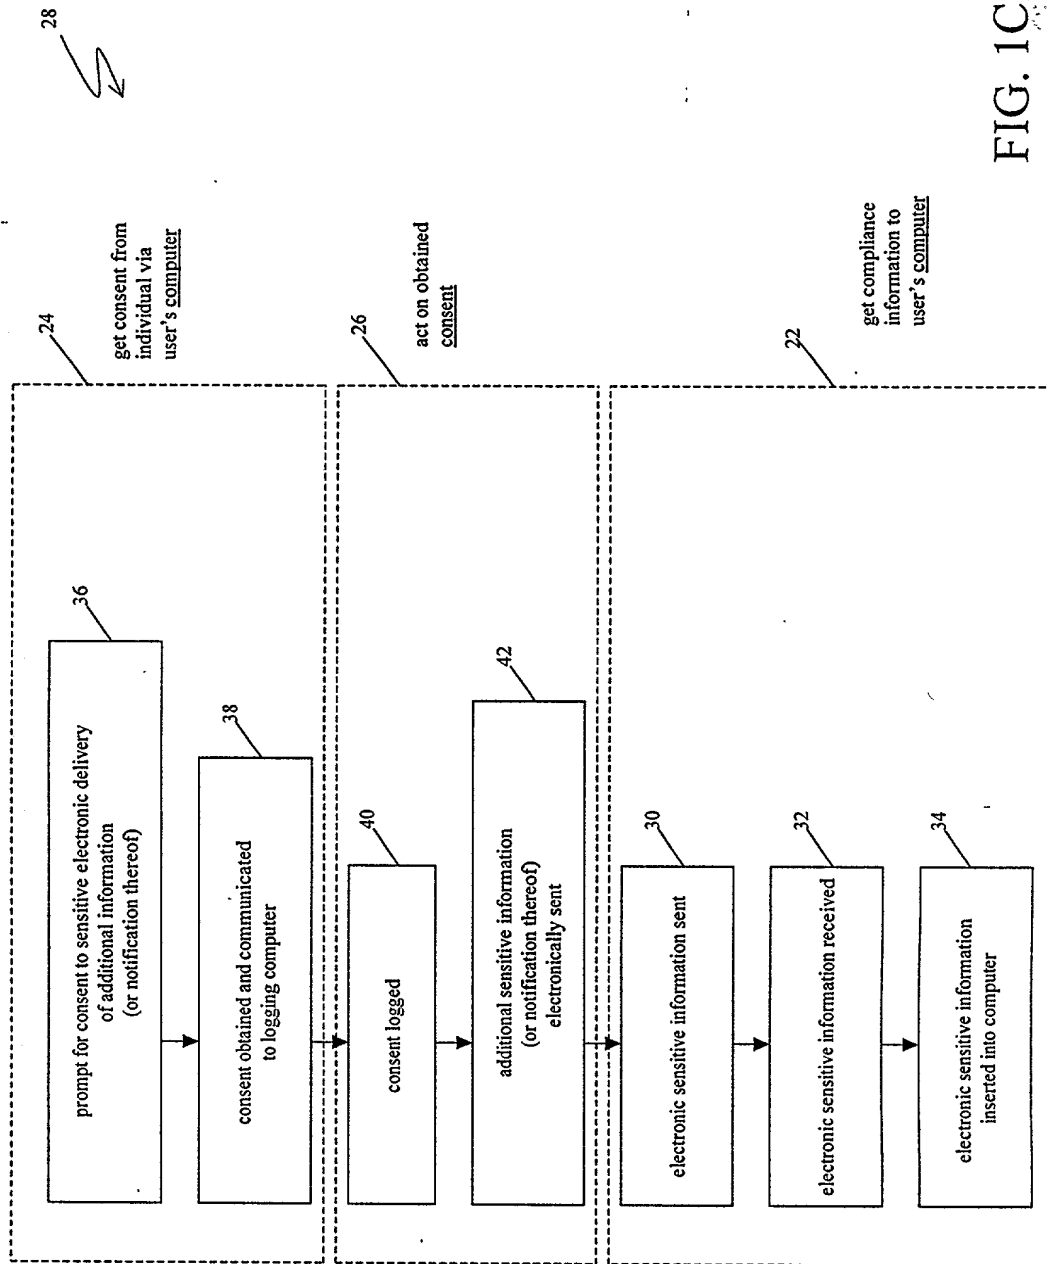 28
24
get consent from
individual via
user's computer
36
prompt for consent to sensitive electronic delivery
of additional information
(or notification thereof)
38
consent obtained and communicated
to logging computer
26
act on obtained
consent
40
consent logged
42
additional sensitive information
(or notification thereof)
electronically sent
22
get compliance
information to
user's computer
30
electronic sensitive information sent
32
electronic sensitive information received
34
electronic sensitive information
inserted into computer
FIG. 1C